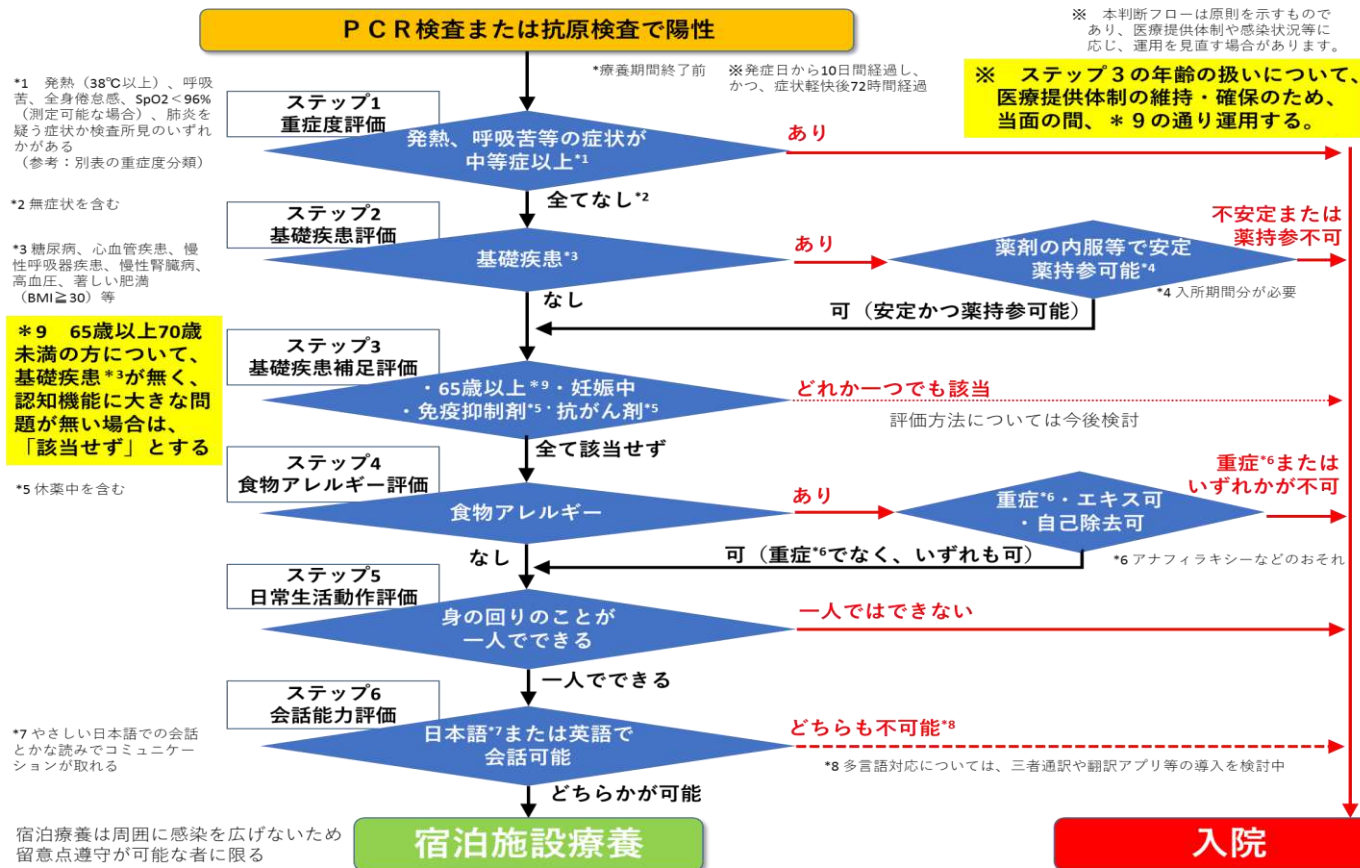 PCR検査または抗原検査で陽性
※　本判断フローは原則を示すもので
あり、医療提供体制や感染状況等に
応じ、運用を見直す場合があります。
*療養期間終了前　※発症日から10日間経過し、
かつ、症状軽快後72時間経過
※　ステップ３の年齢の扱いについて、
医療提供体制の維持・確保のため、
当面の間、＊９の通り運用する。
*1　発熱（38℃以上）、呼吸
苦、全身倦怠感、SpO2＜96%
（測定可能な場合）、肺炎を
疑う症状か検査所見のいずれ
かがある
（参考：別表の重症度分類）
ステップ1
重症度評価
発熱、呼吸苦等の症状が
中等症以上*1
あり
全てなし*2
*2 無症状を含む
ステップ2
基礎疾患評価
基礎疾患*3
あり
薬剤の内服等で安定
薬持参可能*4
不安定または
薬持参不可
*3 糖尿病、心血管疾患、慢
性呼吸器疾患、慢性腎臓病、
高血圧、著しい肥満
（BMI≧30）等
なし
*4 入所期間分が必要
可（安定かつ薬持参可能）
＊9　65歳以上70歳
未満の方について、
基礎疾患*3が無く、
認知機能に大きな問
題が無い場合は、
「該当せず」とする
ステップ3
基礎疾患補足評価
・65歳以上*9・妊娠中
・免疫抑制剤*5・抗がん剤*5
どれか一つでも該当
評価方法については今後検討
全て該当せず
*5 休薬中を含む
ステップ4
食物アレルギー評価
食物アレルギー
あり
重症*6・エキス可
・自己除去可
重症*6または
いずれかが不可
なし
可（重症*6でなく、いずれも可）
*6 アナフィラキシーなどのおそれ
ステップ5
日常生活動作評価
身の回りのことが
一人でできる
一人ではできない
一人でできる
ステップ6
会話能力評価
日本語*7または英語で
会話可能
どちらも不可能*8
*7 やさしい日本語での会話
とかな読みでコミュニケー
ションが取れる
*8 多言語対応については、三者通訳や翻訳アプリ等の導入を検討中
どちらかが可能
宿泊療養は周囲に感染を広げないため
留意点遵守が可能な者に限る
宿泊施設療養
入院